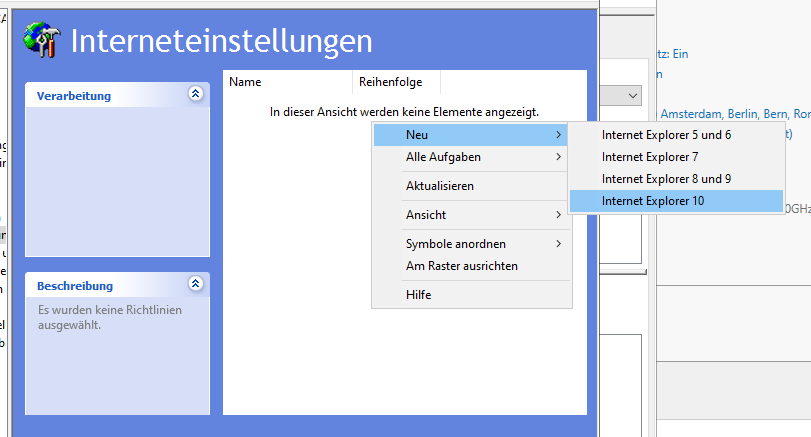 Interneteinstellungen
Verarbeitung
Name
Reihenfolge
In dieser Ansicht werden keine Elemente angezeigt.
Neu
Alle Aufgaben
Aktualisieren
Ansicht
Symbole anordnen
Am Raster ausrichten
Hilfe
Internet Explorer 5 und 6
Internet Explorer 7
Internet Explorer 8 und 9
Internet Explorer 10
Beschreibung
Es wurden keine Richtlinien
ausgewählt.
tz: Ein
Amsterdam, Berlin, Bern, Ro
0GHz